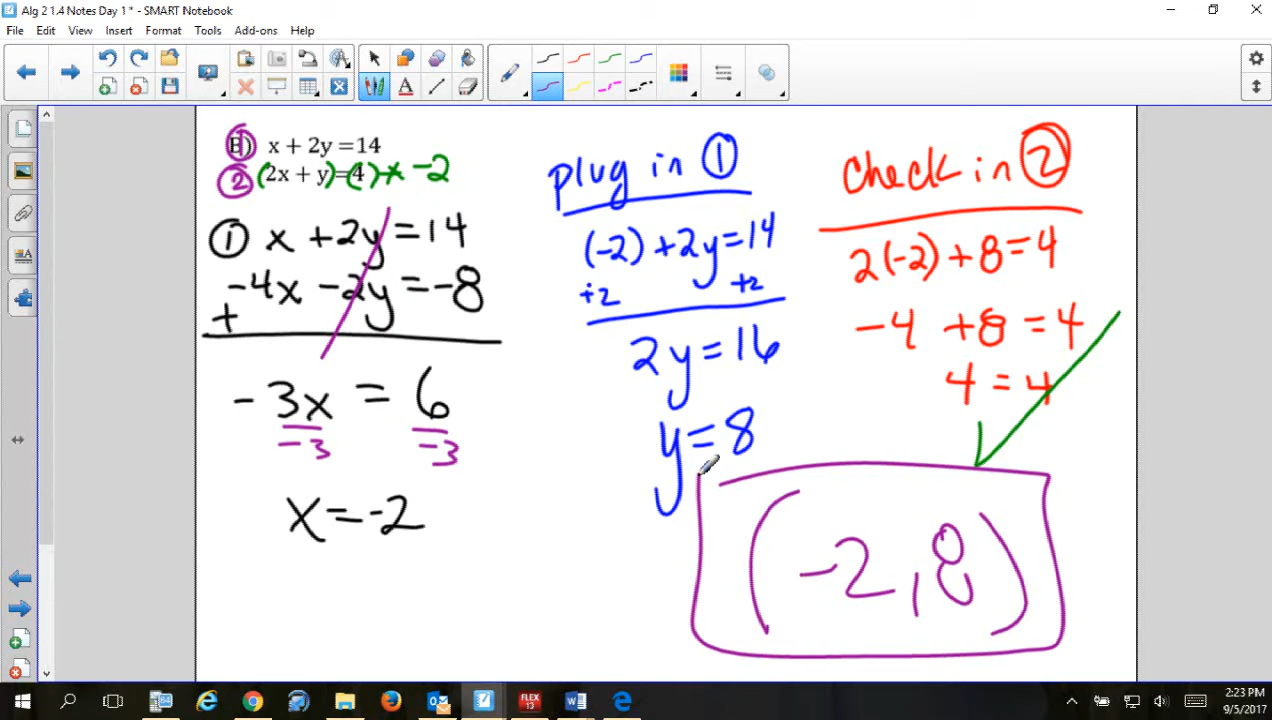 Alg 2 1.4 Notes Day 1 * - SMART Notebook
File Edit View Insert Format Tools Add-ons Help
B) x + 2y = 14
① 
② (2x + y) = (4) * -2
① x + 2y = 14
-4x - 2y = -8
+
-3x = 6
-3 -3
x = -2
plug in ①
(-2) + 2y = 14
+2 +2
2y = 16
y = 8
check in ②
2(-2) + 8 = 4
-4 + 8 = 4
4 = 4
(-2, 8)
FLEX
13
2:23 PM
9/5/2017